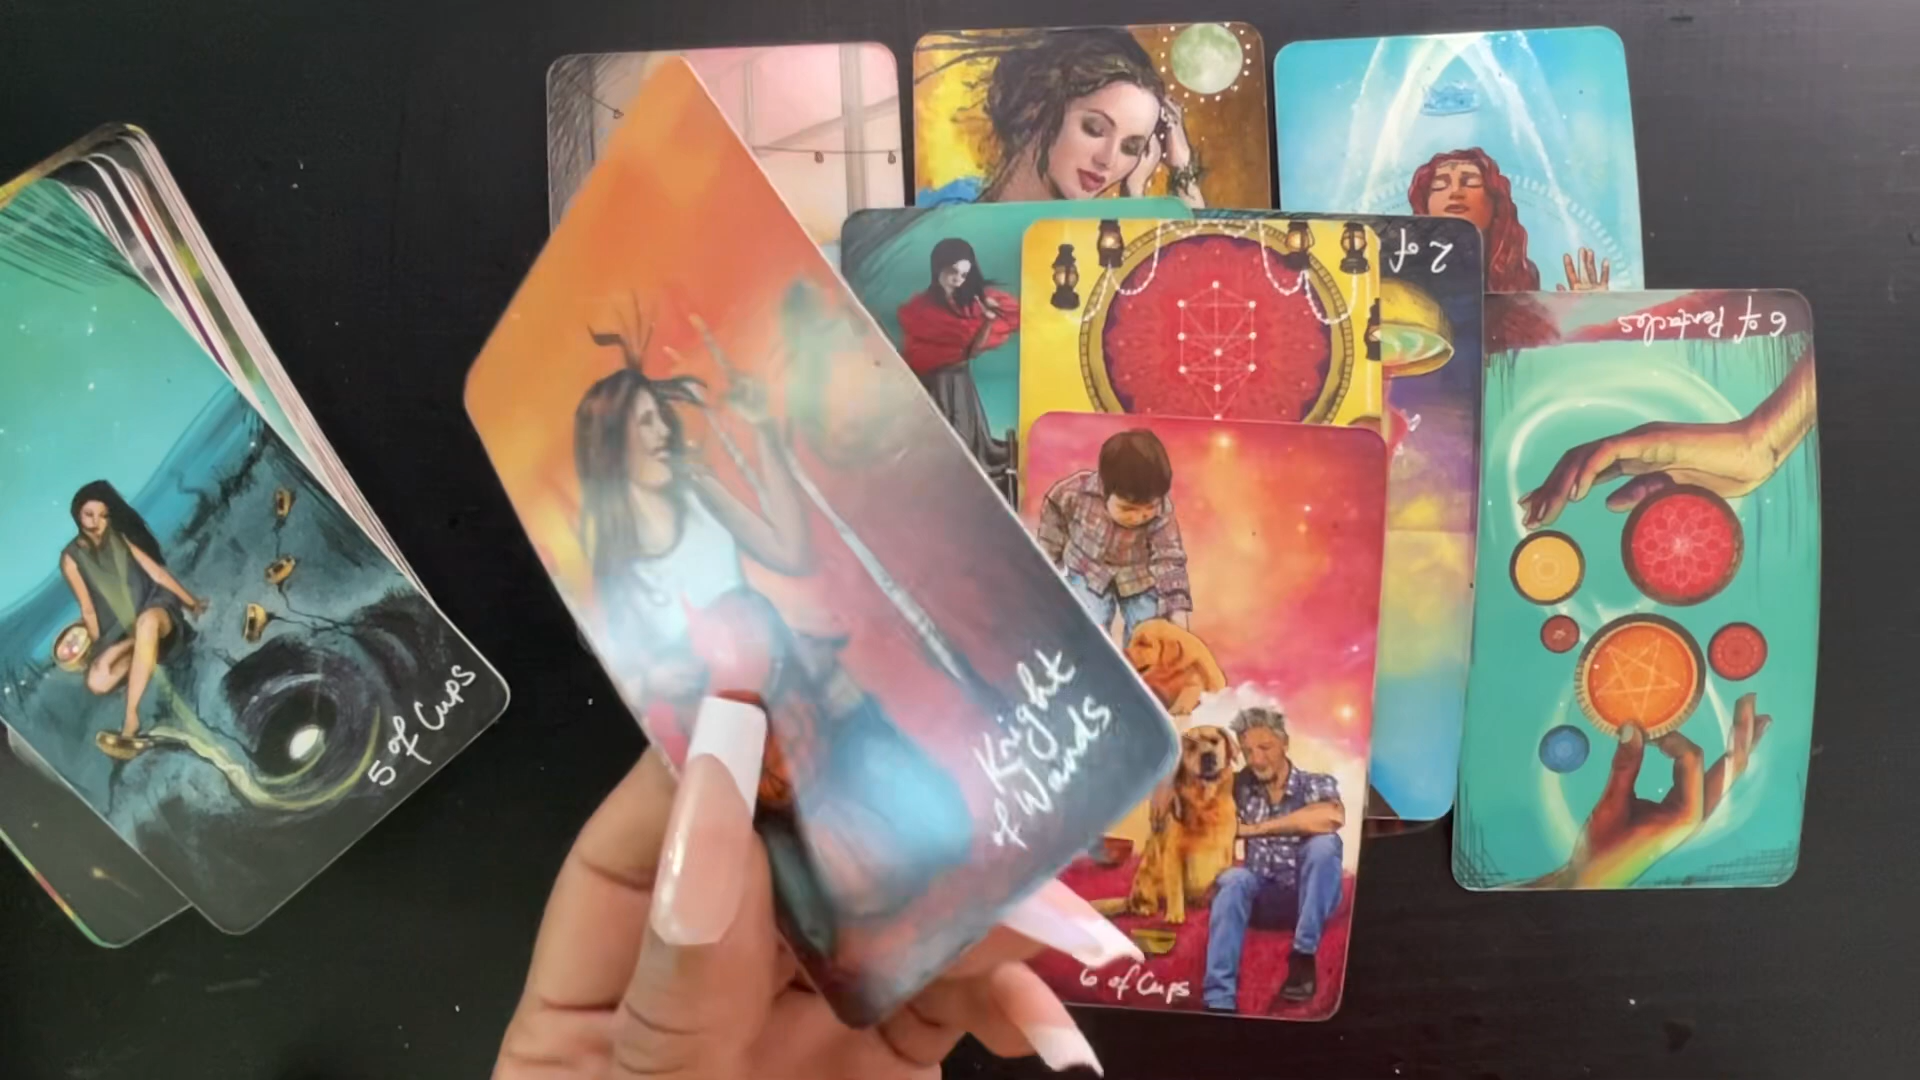 2 of
6 of Pentacles
5 of Cups
Knight
of Wands
6 of Cups